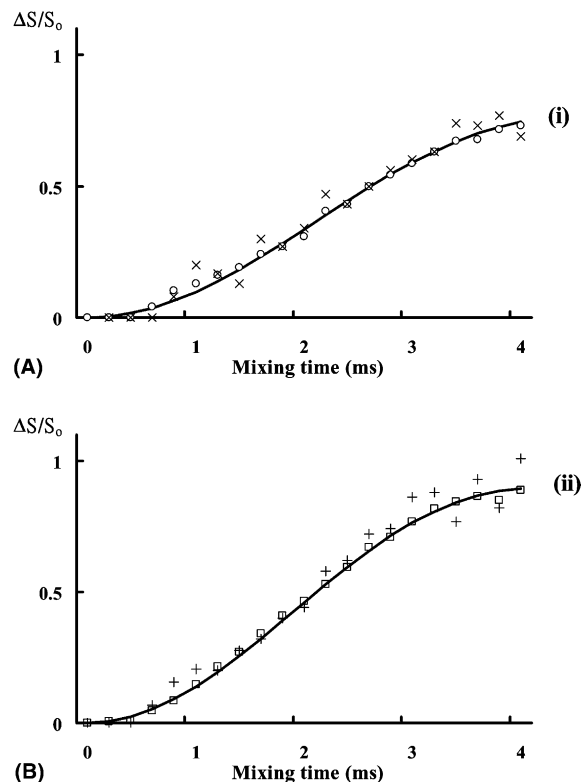 ΔS/S₀
1
(i)
0.5
0
0 1 2 3 4
(A) Mixing time (ms)
ΔS/S₀
1
(ii)
0.5
0
0 1 2 3 4
(B) Mixing time (ms)